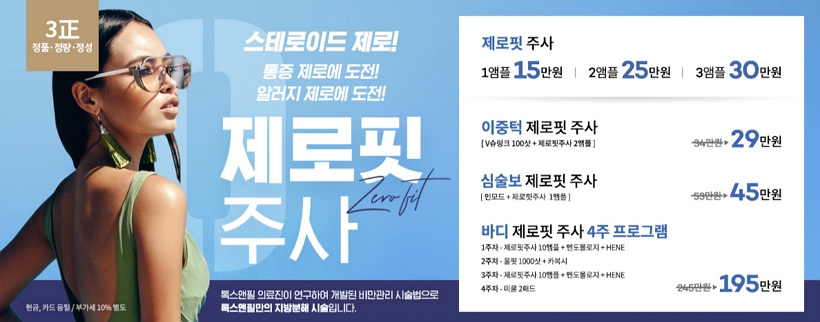 3正
정품·정량·정성
스테로이드 제로!
통증 제로에 도전!
알러지 제로에 도전!
제로핏
Zerofit
주사
톡스앤필 의료진이 연구하여 개발된 비만관리 시술법으로
톡스앤필만의 지방분해 시술입니다.
현금, 카드 동일 / 부가세 10% 별도
제로핏 주사
1앰플 15만원 | 2앰플 25만원 | 3앰플 30만원
이중턱 제로핏 주사
[ V슈링크 100샷 + 제로핏주사 2앰플 ]
34만원 29만원
심술보 제로핏 주사
[ 인모드 + 제로핏주사 1앰플 ]
53만원 45만원
바디 제로핏 주사 4주 프로그램
1주차 - 제로핏주사 10앰플 + 엔도몰로지 + HENE
2주차 - 울핏 1000샷 + 카복시
3주차 - 제로핏주사 10앰플 + 엔도몰로지 + HENE
4주차 - 미쿨 2패드
245만원 195만원